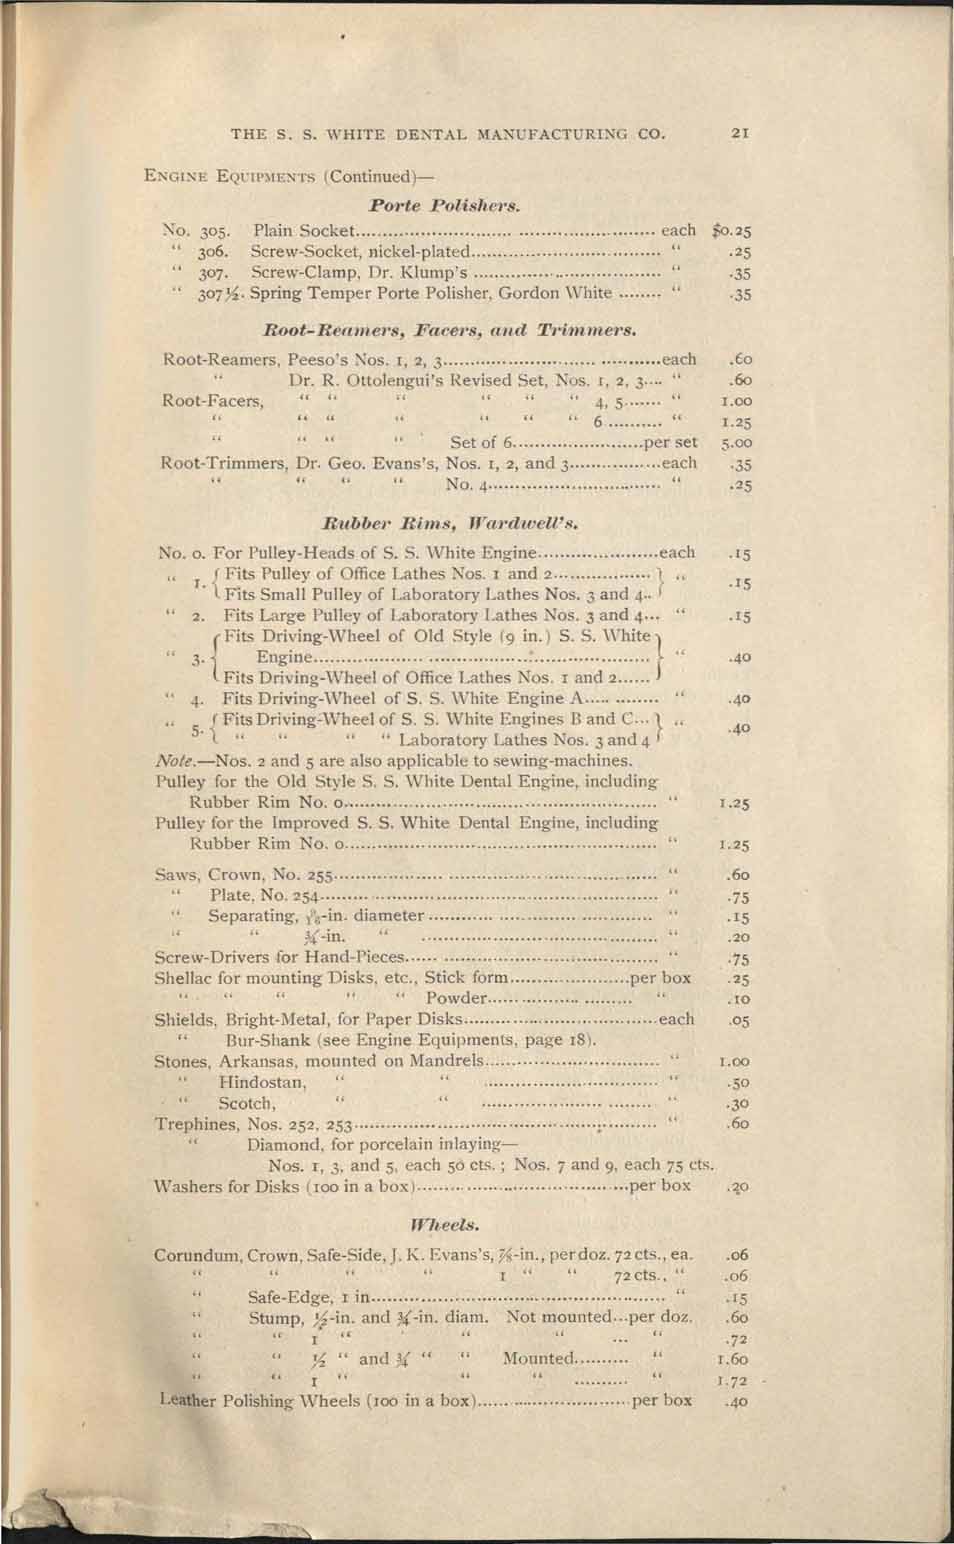 THE S. S. WHITE DENTAL MANUFACTURING CO. 21
ENGINE EQUIPMENTS (Continued)—
Porte Polishers.
No. 305. Plain Socket........ each $0.25
“ 306. Screw-Socket, nickel-plated........ “ .25
“ 307. Screw-Clamp, Dr. Klump's ........ “ .35
“ 307½. Spring Temper Porte Polisher, Gordon White ........ “ .35
Root-Reamers, Facers, and Trimmers.
Root-Reamers, Peeso's Nos. 1, 2, 3........each .60
“ Dr. R. Ottolengui's Revised Set, Nos. 1, 2, 3.... “ .60
Root-Facers, “ “ “ “ “ “ 4, 5....... “ 1.00
“ “ “ “ “ “ “ 6 .......... “ 1.25
“ “ “ “ Set of 6........per set 5.00
Root-Trimmers, Dr. Geo. Evans's, Nos. 1, 2, and 3........each .35
“ “ “ “ No. 4........ “ .25
Rubber Rims, Wardwell's.
No. 0. For Pulley-Heads of S. S. White Engine........each .15
“ 1. { Fits Pulley of Office Lathes Nos. 1 and 2........ } “ .15
Fits Small Pulley of Laboratory Lathes Nos. 3 and 4..
“ 2. Fits Large Pulley of Laboratory Lathes Nos. 3 and 4... “ .15
{ Fits Driving-Wheel of Old Style (9 in.) S. S. White }
“ 3. Engine........ “ .40
Fits Driving-Wheel of Office Lathes Nos. 1 and 2......
“ 4. Fits Driving-Wheel of S. S. White Engine A........ “ .40
“ 5. { Fits Driving-Wheel of S. S. White Engines B and C... } “ .40
“ “ “ “ Laboratory Lathes Nos. 3 and 4
Note.—Nos. 2 and 5 are also applicable to sewing-machines.
Pulley for the Old Style S. S. White Dental Engine, including
Rubber Rim No. 0........ “ 1.25
Pulley for the Improved S. S. White Dental Engine, including
Rubber Rim No. 0........ “ 1.25
Saws, Crown, No. 255........ “ .60
“ Plate, No. 254........ “ .75
“ Separating, -in. diameter ........ “ .15
“ “ ¾-in. “ ........ “ .20
Screw-Drivers for Hand-Pieces........ “ .75
Shellac for mounting Disks, etc., Stick form........per box .25
“ “ “ “ “ Powder........ “ .10
Shields, Bright-Metal, for Paper Disks........each .05
“ Bur-Shank (see Engine Equipments, page 18).
Stones, Arkansas, mounted on Mandrels........ “ 1.00
“ Hindostan, “ “ ........ “ .50
“ Scotch, “ “ ........ “ .30
Trephines, Nos. 252, 253........ “ .60
“ Diamond, for porcelain inlaying—
Nos. 1, 3, and 5, each 50 cts. ; Nos. 7 and 9, each 75 cts.
Washers for Disks (100 in a box)........per box .20
Wheels.
Corundum, Crown, Safe-Side, J. K. Evans's, ⅞-in., per doz. 72 cts., ea. .06
“ “ “ “ 1 “ “ 72 cts., “ .06
“ Safe-Edge, 1 in........ “ .15
“ Stump, ½-in. and ¾-in. diam. Not mounted...per doz. .60
“ “ 1 “ “ “ ... “ .72
“ “ ½ “ and ¾ “ “ Mounted.......... “ 1.60
“ “ 1 “ “ “ .......... “ 1.72
Leather Polishing Wheels (100 in a box)........per box .40